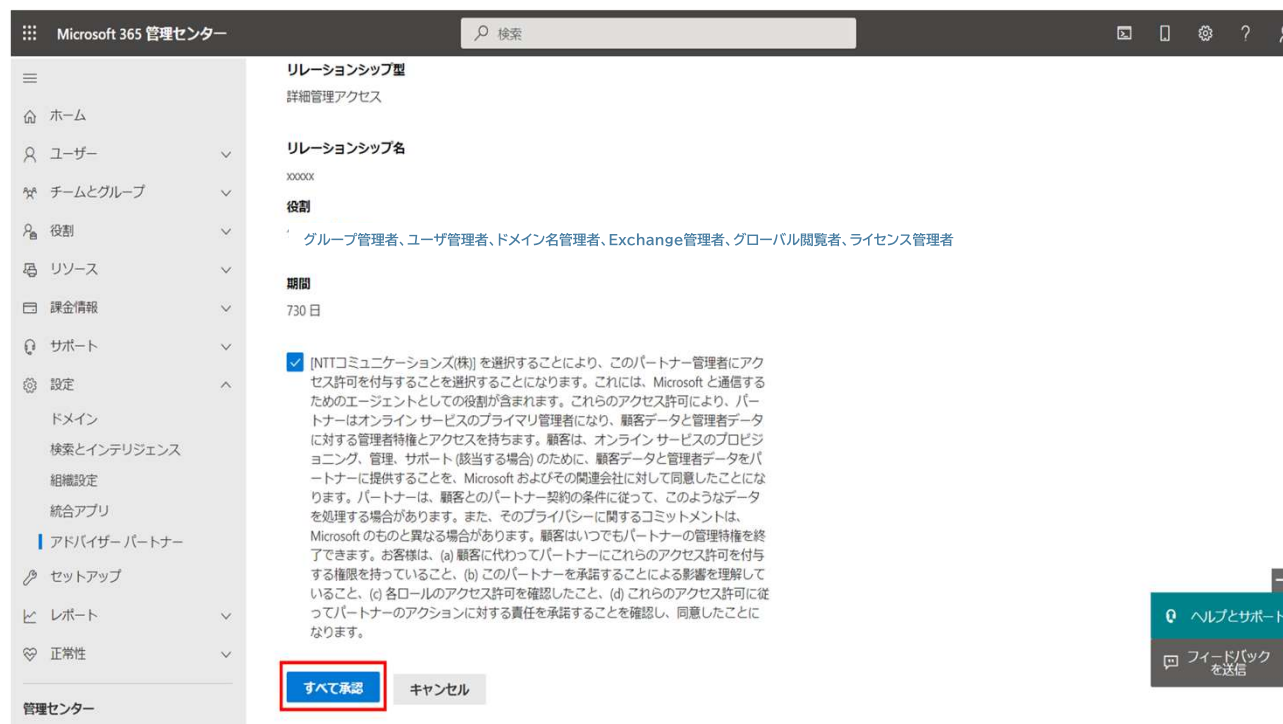 Microsoft 365 管理センター
検索
?
ホーム
ユーザー
チームとグループ
役割
リソース
課金情報
サポート
設定
ドメイン
検索とインテリジェンス
組織設定
統合アプリ
アドバイザー パートナー
セットアップ
レポート
正常性
管理センター
リレーションシップ型
詳細管理アクセス
リレーションシップ名
xxxxx
役割
グループ管理者、ユーザ管理者、ドメイン名管理者、Exchange管理者、グローバル閲覧者、ライセンス管理者
期間
730 日
[NTTコミュニケーションズ(株)] を選択することにより、このパートナー管理者にアク
セス許可を付与することを選択することになります。これには、Microsoft と通信する
ためのエージェントとしての役割が含まれます。これらのアクセス許可により、パー
トナーはオンライン サービスのプライマリ管理者になり、顧客データと管理者データ
に対する管理者特権とアクセスを持ちます。顧客は、オンライン サービスのプロビジ
ョニング、管理、サポート (該当する場合) のために、顧客データと管理者データをパ
ートナーに提供することを、Microsoft およびその関連会社に対して同意したことにな
ります。パートナーは、顧客とのパートナー契約の条件に従って、このようなデータ
を処理する場合があります。また、そのプライバシーに関するコミットメントは、
Microsoft のものと異なる場合があります。顧客はいつでもパートナーの管理特権を終
了できます。お客様は、(a) 顧客に代わってパートナーにこれらのアクセス許可を付与
する権限を持っていること、(b) このパートナーを承諾することによる影響を理解して
いること、(c) 各ロールのアクセス許可を確認したこと、(d) これらのアクセス許可に従
ってパートナーのアクションに対する責任を承諾することを確認し、同意したことに
なります。
すべて承認
キャンセル
ヘルプとサポート
フィードバック
を送信